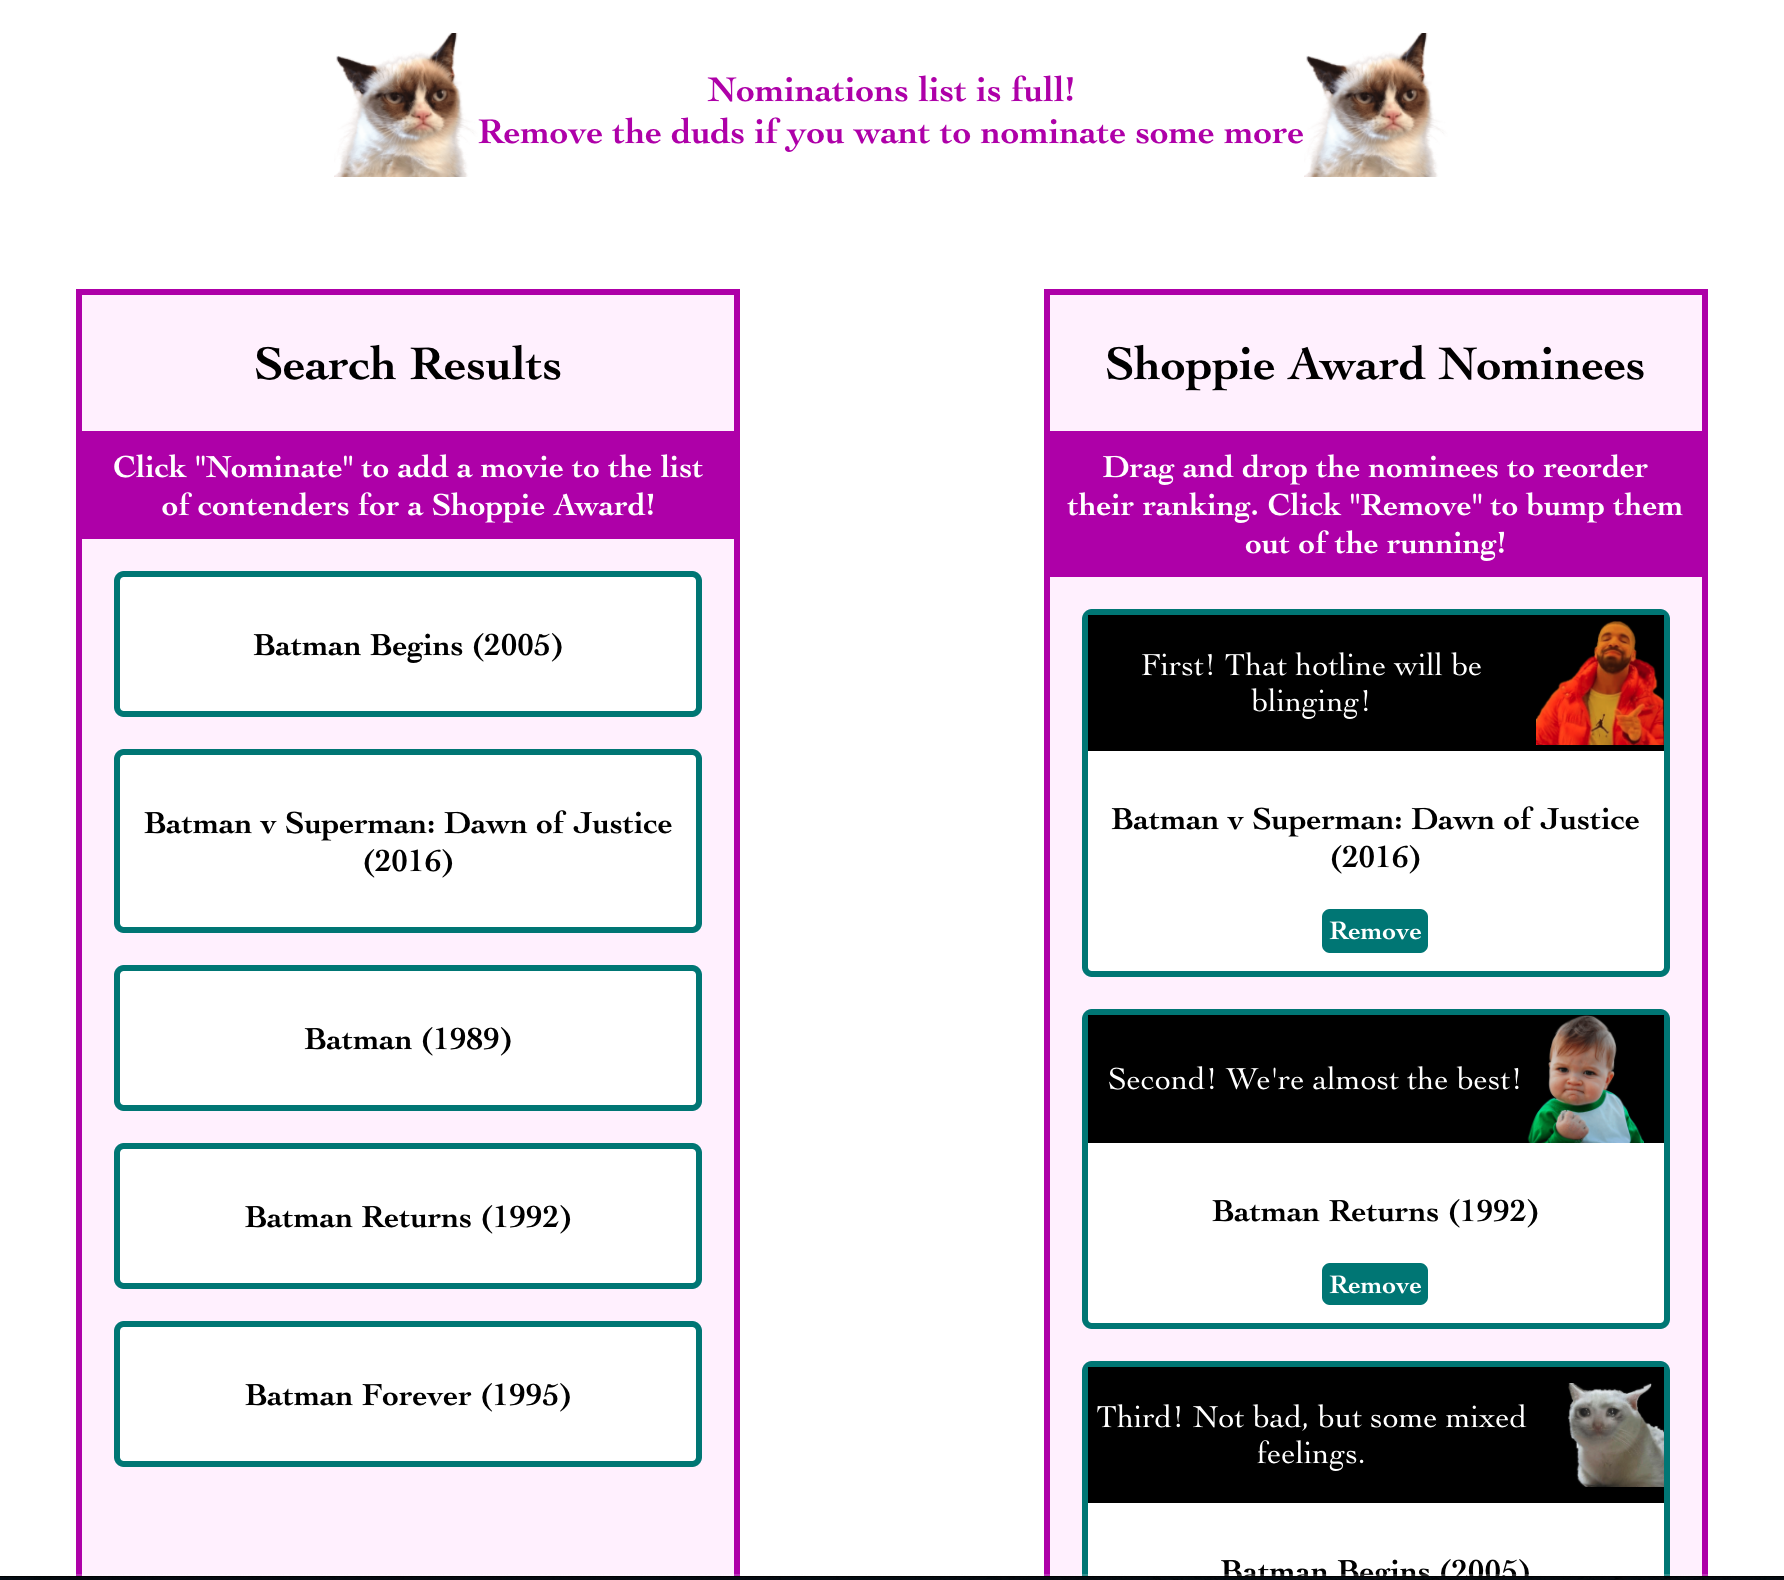 Nominations list is full!
Remove the duds if you want to nominate some more
Search Results
Click "Nominate" to add a movie to the list
of contenders for a Shoppie Award!
Batman Begins (2005)
Batman v Superman: Dawn of Justice
(2016)
Batman (1989)
Batman Returns (1992)
Batman Forever (1995)
Shoppie Award Nominees
Drag and drop the nominees to reorder
their ranking. Click "Remove" to bump them
out of the running!
First! That hotline will be
blinging!
Batman v Superman: Dawn of Justice
(2016)
Remove
Second! We're almost the best!
Batman Returns (1992)
Remove
Third! Not bad, but some mixed
feelings.
Batman Begins (2005)